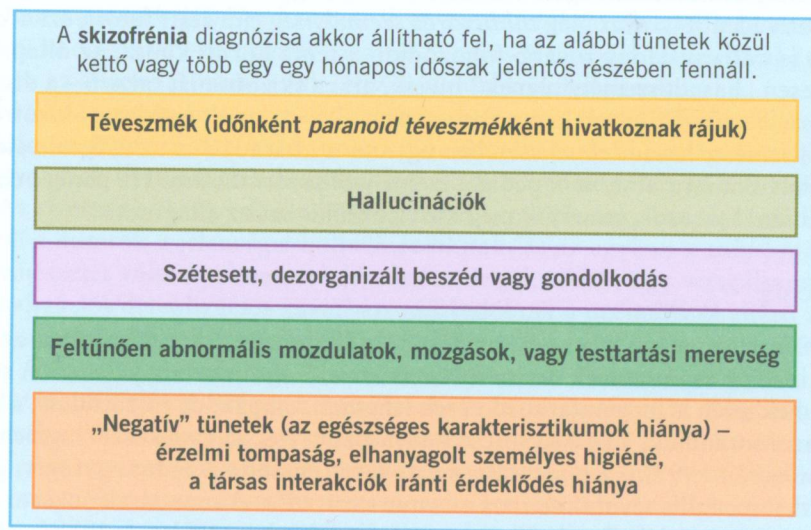 A skizofrénia diagnózisa akkor állítható fel, ha az alábbi tünetek közül
kettő vagy több egy egy hónapos időszak jelentős részében fennáll.
Téveszmék (időnként paranoid téveszmékként hivatkoznak rájuk)
Hallucinációk
Szétesett, dezorganizált beszéd vagy gondolkodás
Feltűnően abnormális mozdulatok, mozgások, vagy testtartási merevség
„Negatív” tünetek (az egészséges karakterisztikumok hiánya) –
érzelmi tompaság, elhanyagolt személyes higiéné,
a társas interakciók iránti érdeklődés hiánya